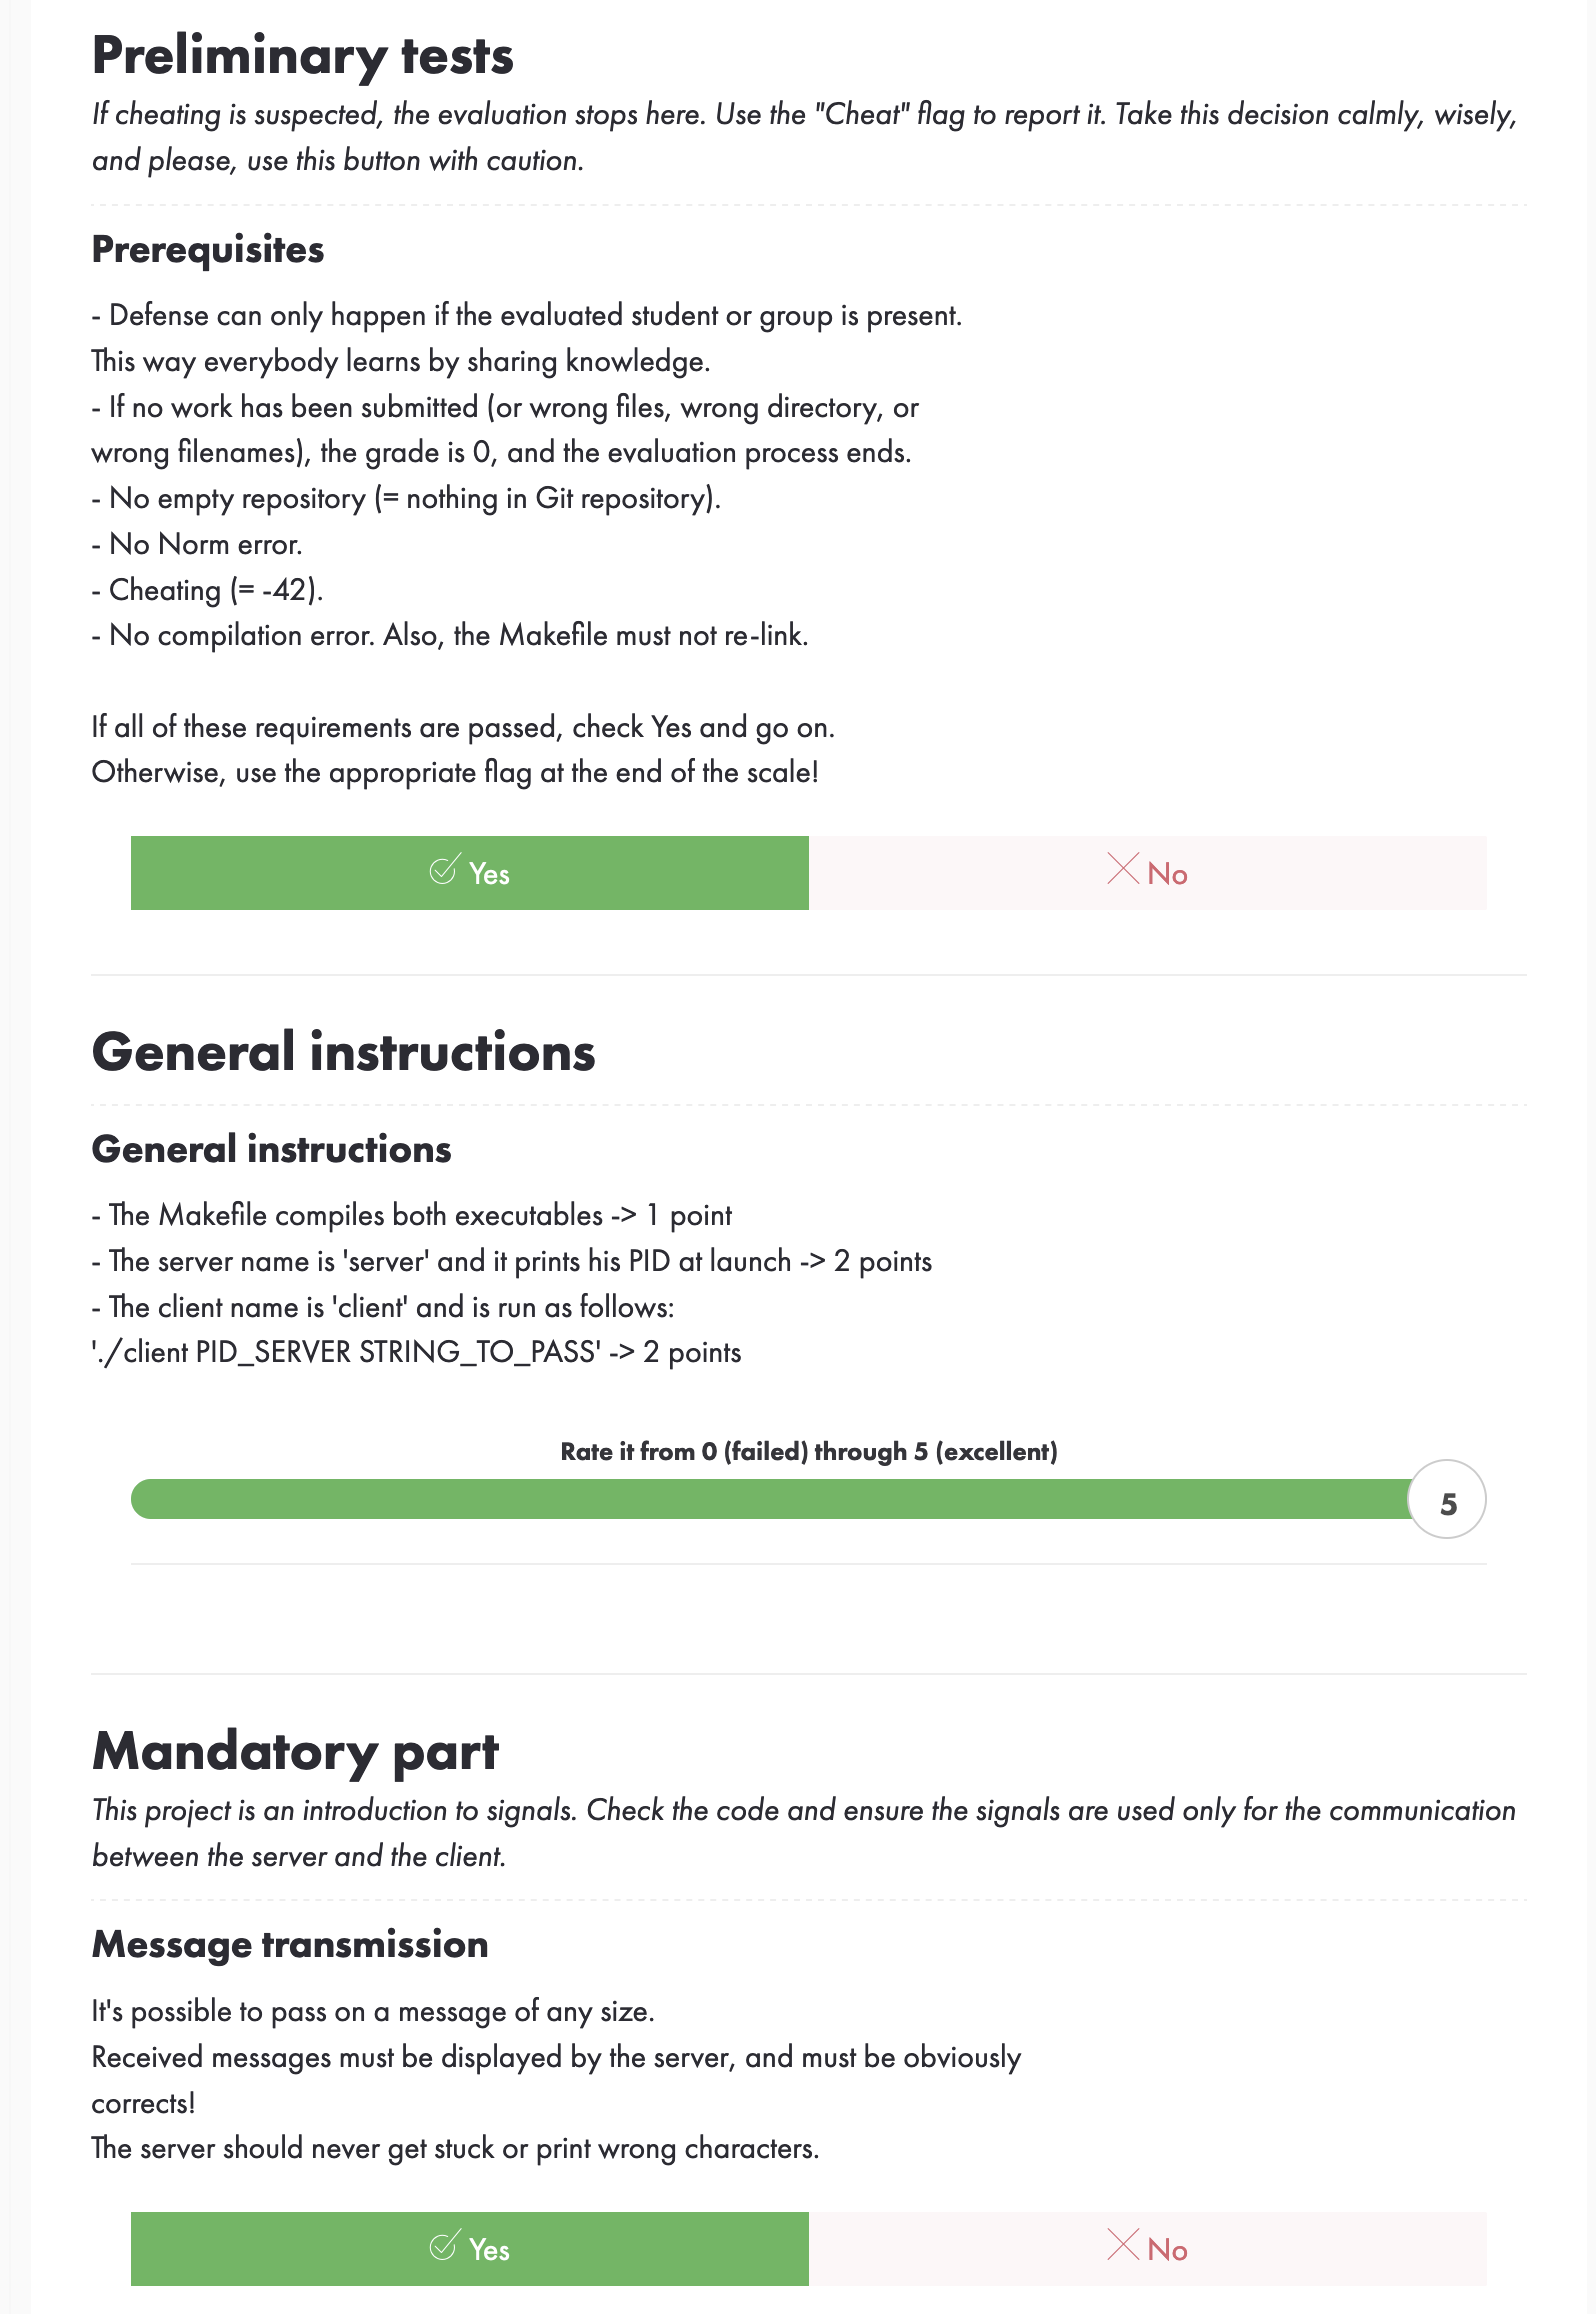 Preliminary tests
If cheating is suspected, the evaluation stops here. Use the "Cheat" flag to report it. Take this decision calmly, wisely,
and please, use this button with caution.
Prerequisites
- Defense can only happen if the evaluated student or group is present.
This way everybody learns by sharing knowledge.
- If no work has been submitted (or wrong files, wrong directory, or
wrong filenames), the grade is 0, and the evaluation process ends.
- No empty repository (= nothing in Git repository).
- No Norm error.
- Cheating (= -42).
- No compilation error. Also, the Makefile must not re-link.
If all of these requirements are passed, check Yes and go on.
Otherwise, use the appropriate flag at the end of the scale!
Yes
No
General instructions
General instructions
- The Makefile compiles both executables -> 1 point
- The server name is 'server' and it prints his PID at launch -> 2 points
- The client name is 'client' and is run as follows:
'./client PID_SERVER STRING_TO_PASS' -> 2 points
Rate it from 0 (failed) through 5 (excellent)
5
Mandatory part
This project is an introduction to signals. Check the code and ensure the signals are used only for the communication
between the server and the client.
Message transmission
It's possible to pass on a message of any size.
Received messages must be displayed by the server, and must be obviously
corrects!
The server should never get stuck or print wrong characters.
Yes
No